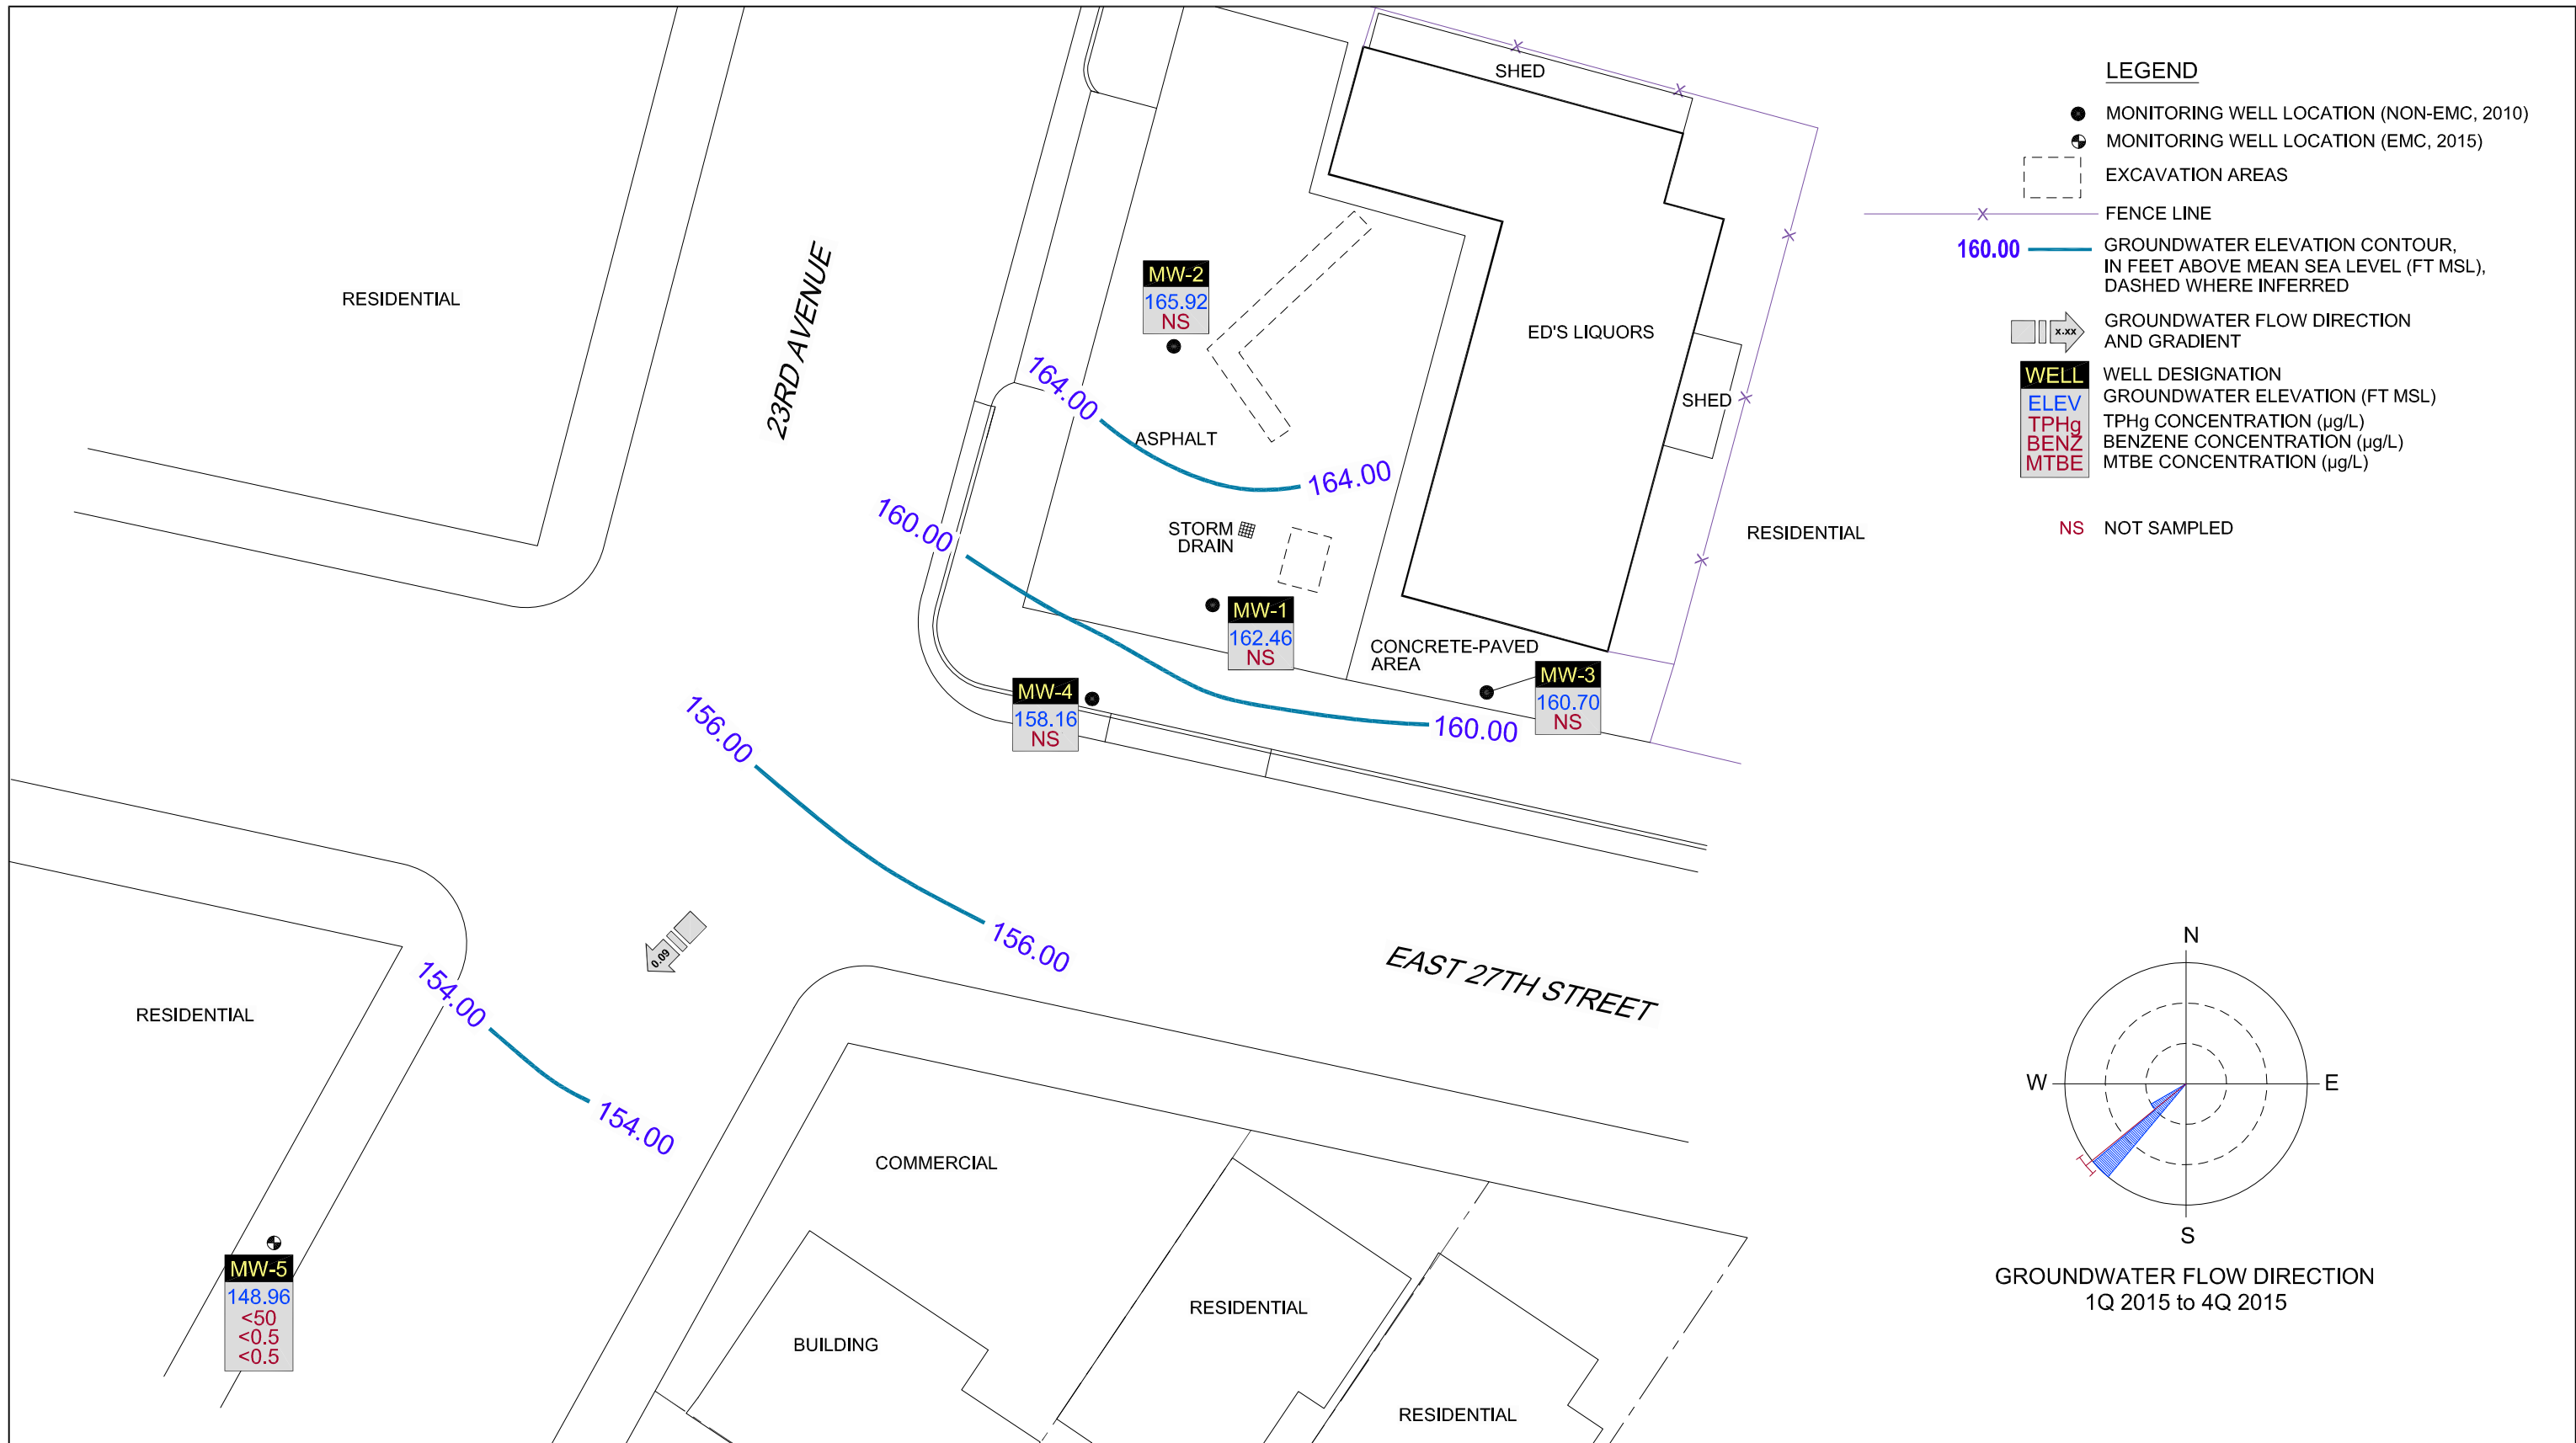 SHED
LEGEND
MONITORING WELL LOCATION (NON-EMC, 2010)
MONITORING WELL LOCATION (EMC, 2015)
EXCAVATION AREAS
X
FENCE LINE
160.00
GROUNDWATER ELEVATION CONTOUR,
IN FEET ABOVE MEAN SEA LEVEL (FT MSL),
DASHED WHERE INFERRED
x.xx
GROUNDWATER FLOW DIRECTION
AND GRADIENT
WELL
WELL DESIGNATION
ELEV
GROUNDWATER ELEVATION (FT MSL)
TPHg
TPHg CONCENTRATION (µg/L)
BENZ
BENZENE CONCENTRATION (µg/L)
MTBE
MTBE CONCENTRATION (µg/L)
NS
NOT SAMPLED
RESIDENTIAL
23RD AVENUE
MW-2
165.92
NS
ED'S LIQUORS
SHED
164.00
ASPHALT
164.00
160.00
STORM
DRAIN
RESIDENTIAL
MW-1
162.46
NS
CONCRETE-PAVED
AREA
MW-3
160.70
NS
MW-4
158.16
NS
160.00
156.00
156.00
0.09
EAST 27TH STREET
RESIDENTIAL
154.00
154.00
COMMERCIAL
MW-5
148.96
<50
<0.5
<0.5
BUILDING
RESIDENTIAL
RESIDENTIAL
N
W
E
S
GROUNDWATER FLOW DIRECTION
1Q 2015 to 4Q 2015